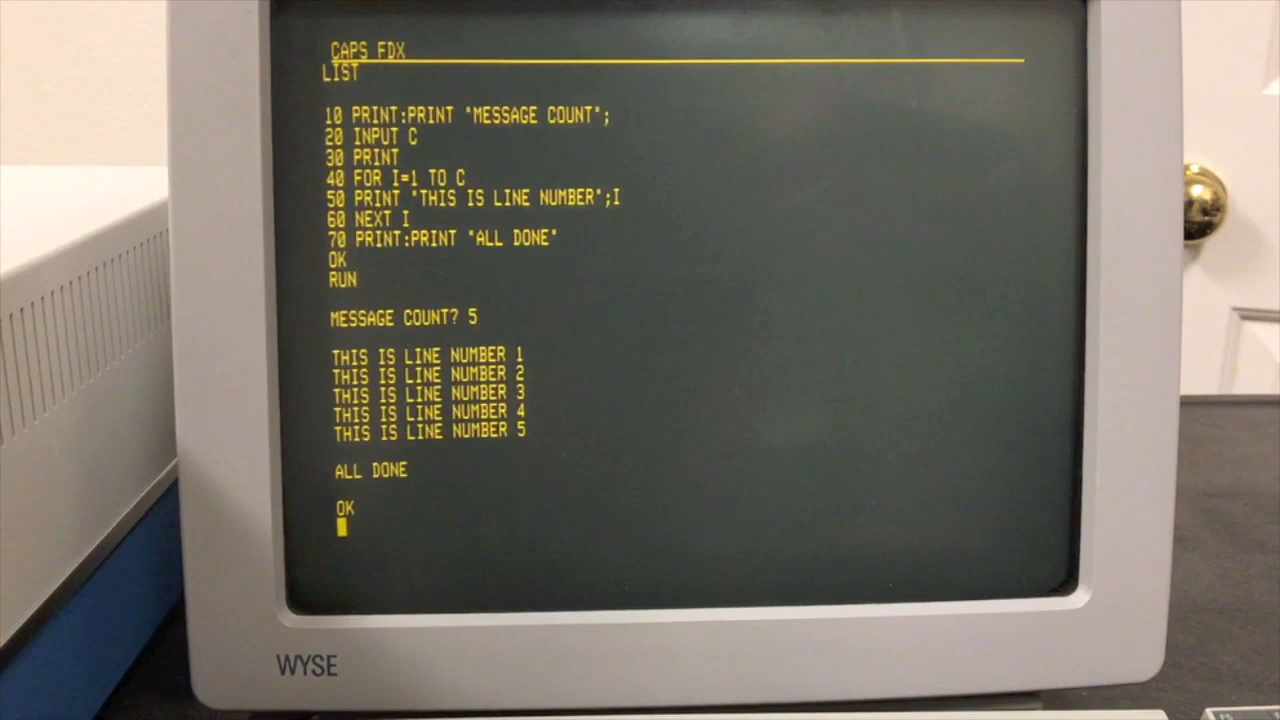 CAPS FDX
LIST
10 PRINT:PRINT "MESSAGE COUNT";
20 INPUT C
30 PRINT
40 FOR I=1 TO C
50 PRINT "THIS IS LINE NUMBER";I
60 NEXT I
70 PRINT:PRINT "ALL DONE"
OK
RUN
MESSAGE COUNT? 5
THIS IS LINE NUMBER 1
THIS IS LINE NUMBER 2
THIS IS LINE NUMBER 3
THIS IS LINE NUMBER 4
THIS IS LINE NUMBER 5
ALL DONE
OK
WYSE